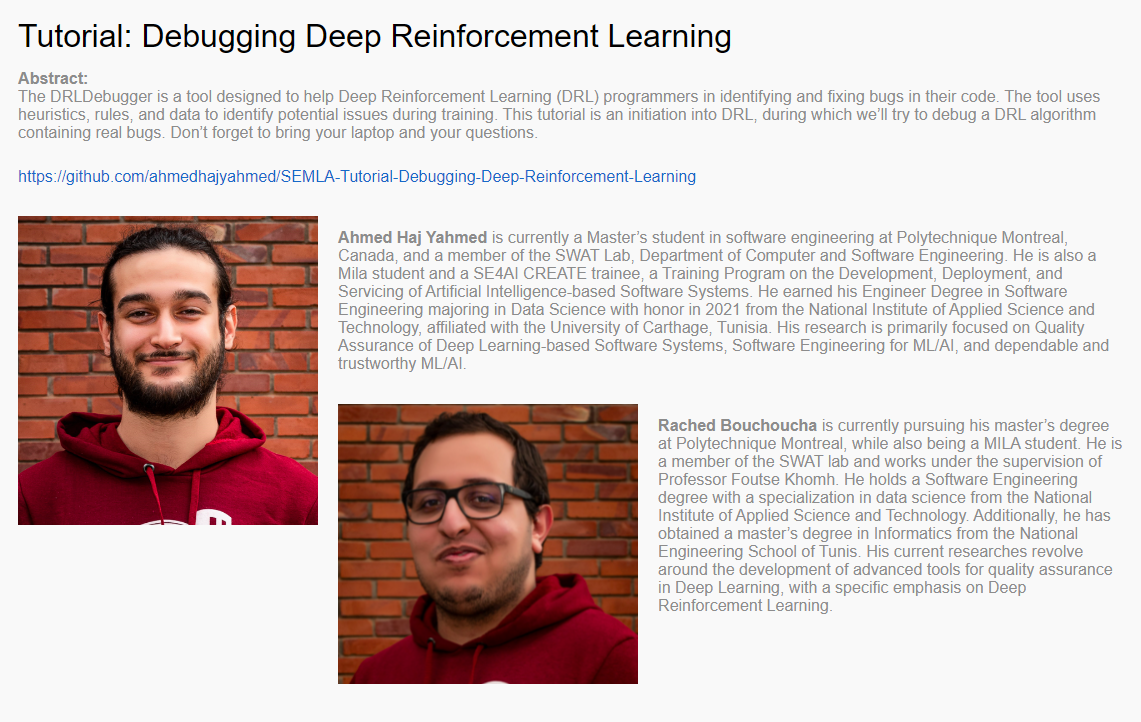 Tutorial: Debugging Deep Reinforcement Learning
Abstract:
The DRLDebugger is a tool designed to help Deep Reinforcement Learning (DRL) programmers in identifying and fixing bugs in their code. The tool uses
heuristics, rules, and data to identify potential issues during training. This tutorial is an initiation into DRL, during which we’ll try to debug a DRL algorithm
containing real bugs. Don’t forget to bring your laptop and your questions.
https://github.com/ahmedhajyahmed/SEMLA-Tutorial-Debugging-Deep-Reinforcement-Learning
Ahmed Haj Yahmed is currently a Master’s student in software engineering at Polytechnique Montreal,
Canada, and a member of the SWAT Lab, Department of Computer and Software Engineering. He is also a
Mila student and a SE4AI CREATE trainee, a Training Program on the Development, Deployment, and
Servicing of Artificial Intelligence-based Software Systems. He earned his Engineer Degree in Software
Engineering majoring in Data Science with honor in 2021 from the National Institute of Applied Science and
Technology, affiliated with the University of Carthage, Tunisia. His research is primarily focused on Quality
Assurance of Deep Learning-based Software Systems, Software Engineering for ML/AI, and dependable and
trustworthy ML/AI.
Rached Bouchoucha is currently pursuing his master’s degree
at Polytechnique Montreal, while also being a MILA student. He is
a member of the SWAT lab and works under the supervision of
Professor Foutse Khomh. He holds a Software Engineering
degree with a specialization in data science from the National
Institute of Applied Science and Technology. Additionally, he has
obtained a master’s degree in Informatics from the National
Engineering School of Tunis. His current researches revolve
around the development of advanced tools for quality assurance
in Deep Learning, with a specific emphasis on Deep
Reinforcement Learning.